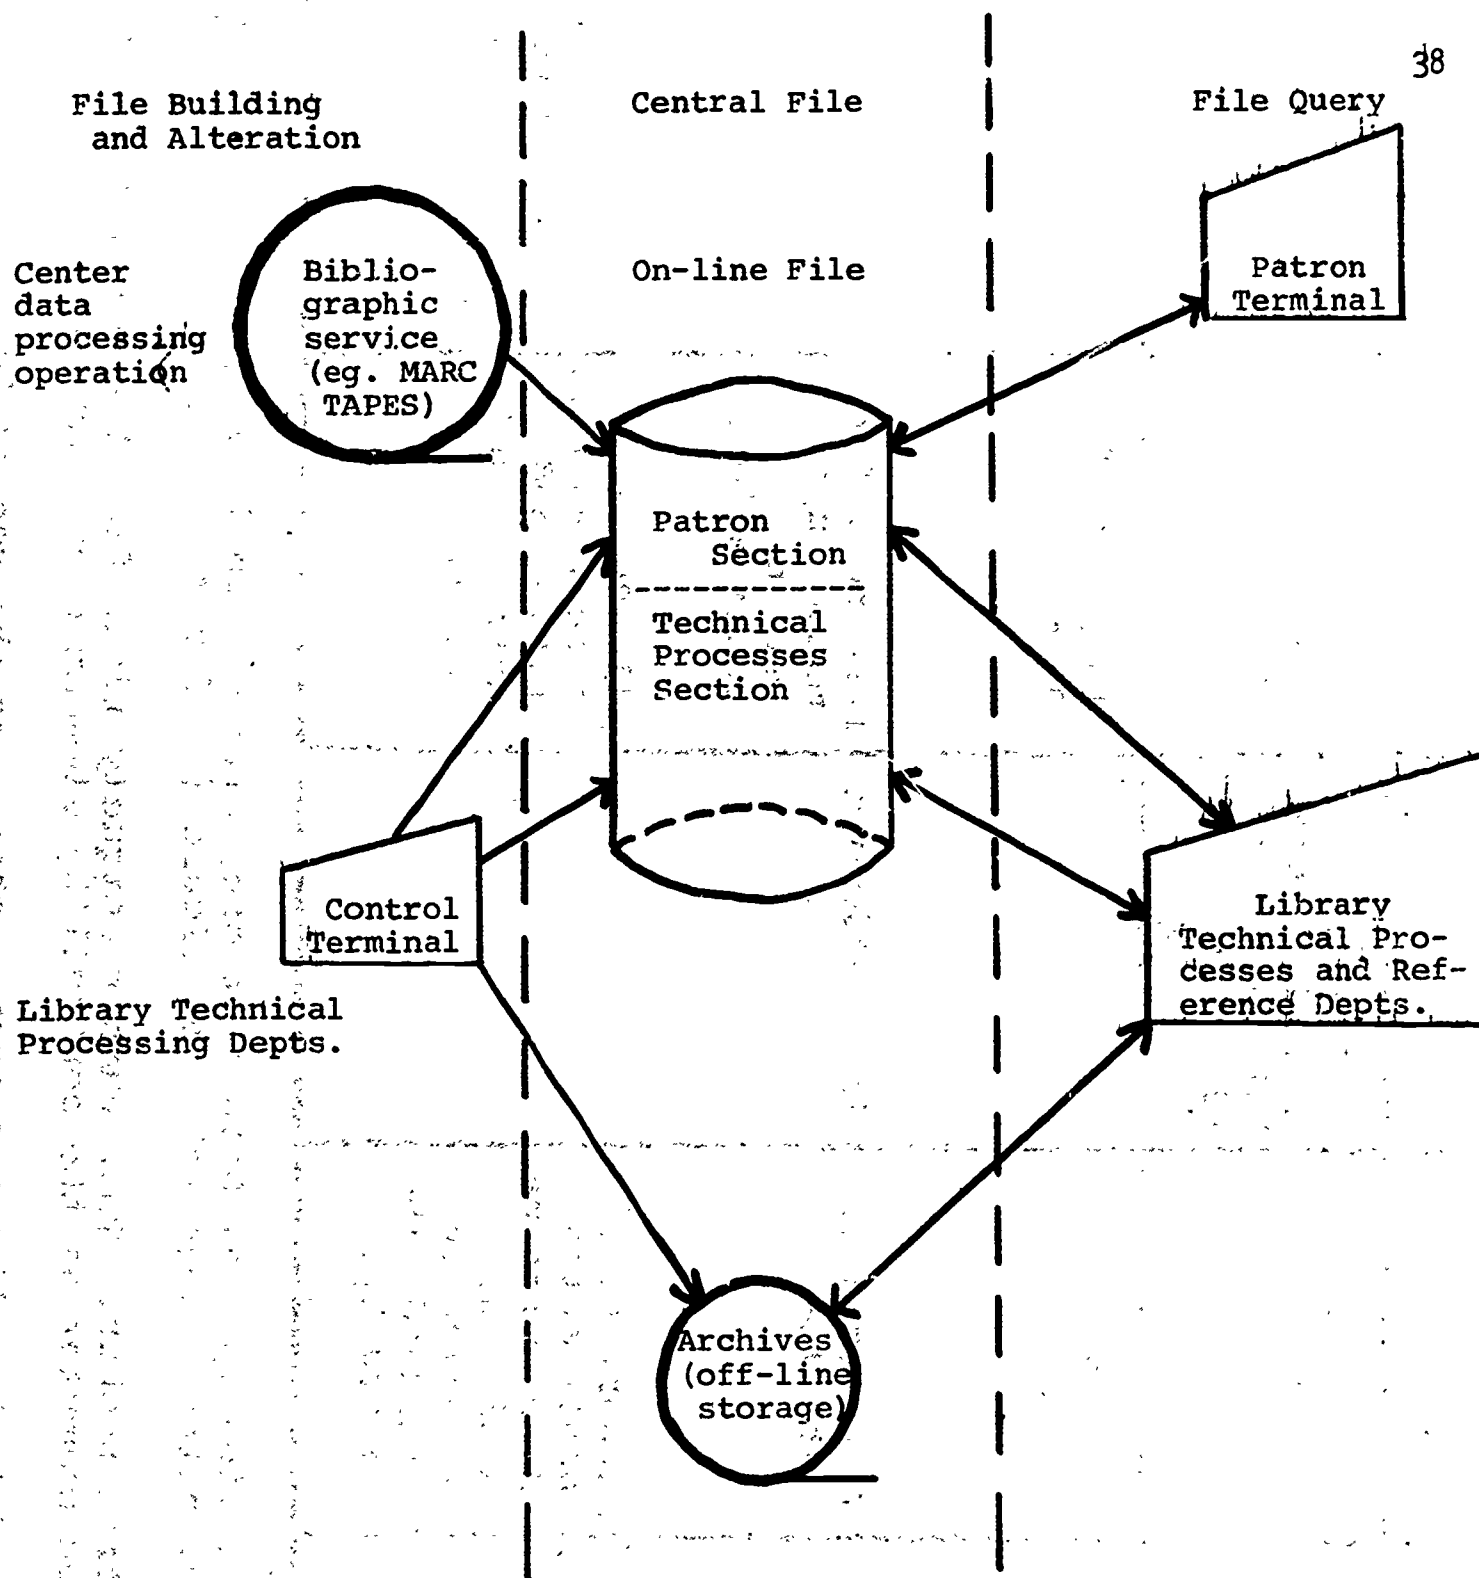 38
File Building
and Alteration
Central File
File Query
Center
data
processing
operation
Biblio-
graphic
service
(eg. MARC
TAPES)
On-line File
Patron
Terminal
Patron
Section
Technical
Processes
Section
Control
Terminal
Library Technical
Processing Depts.
Library
Technical Pro-
cesses and Ref-
erence Depts.
Archives
(off-line
storage)